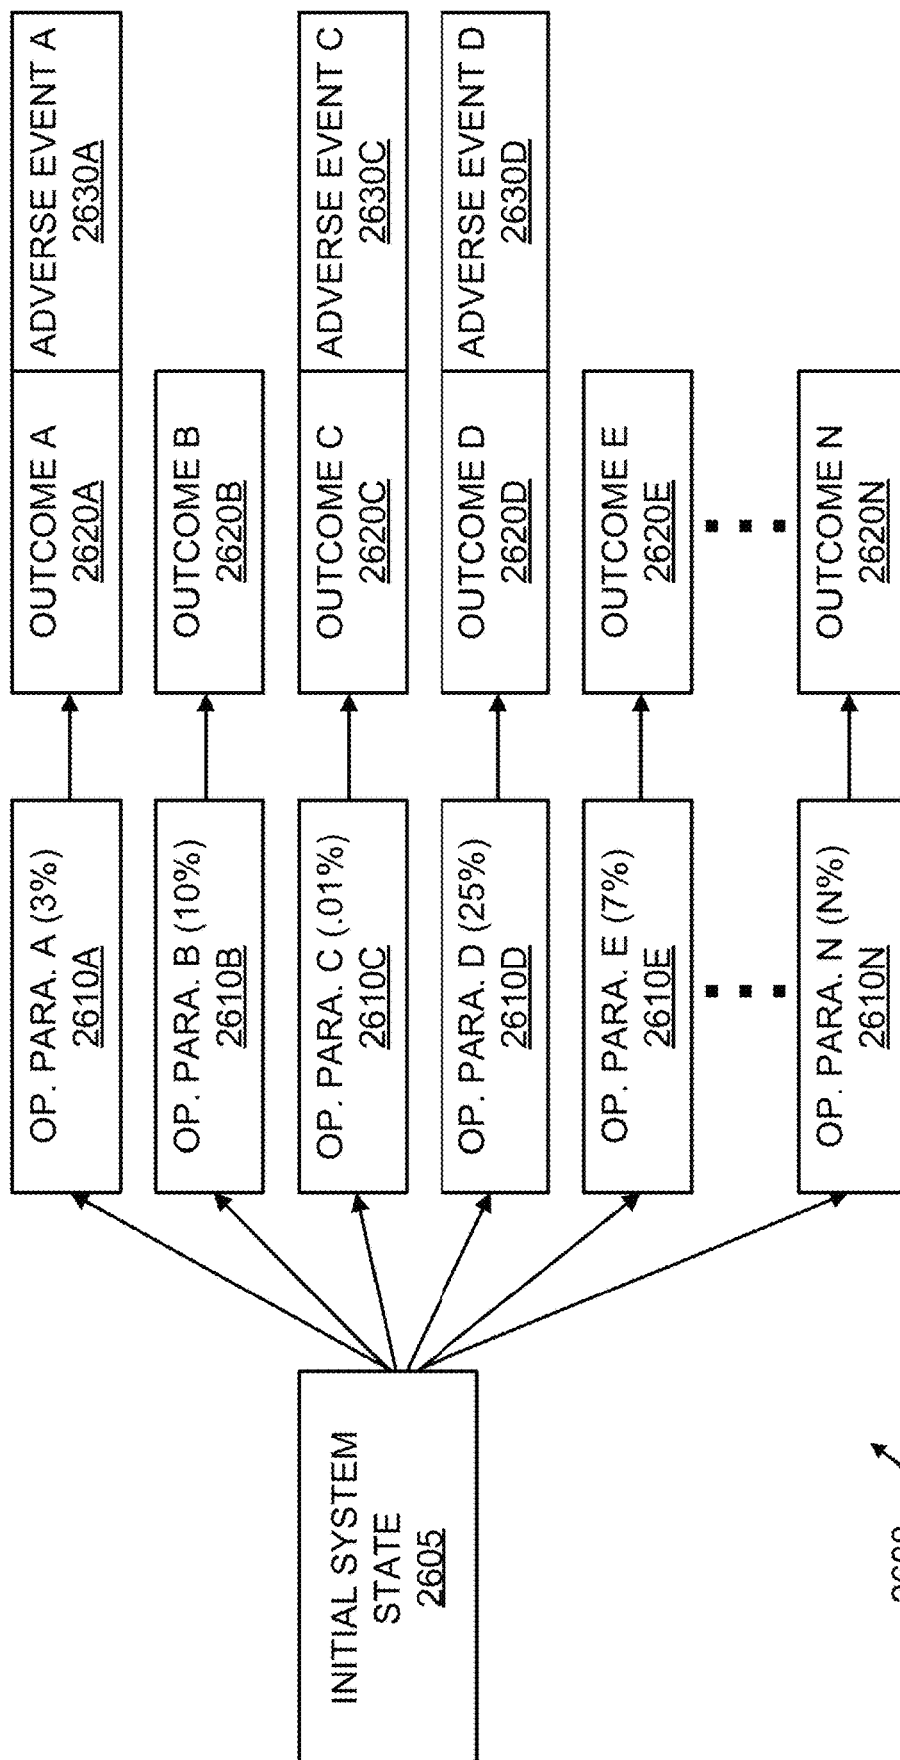 INITIAL SYSTEM
STATE
2605
OP. PARA. A (3%)
2610A
OUTCOME A
2620A
ADVERSE EVENT A
2630A
OP. PARA. B (10%)
2610B
OUTCOME B
2620B
OP. PARA. C (.01%)
2610C
OUTCOME C
2620C
ADVERSE EVENT C
2630C
OP. PARA. D (25%)
2610D
OUTCOME D
2620D
ADVERSE EVENT D
2630D
OP. PARA. E (7%)
2610E
OUTCOME E
2620E
OP. PARA. N (N%)
2610N
OUTCOME N
2620N